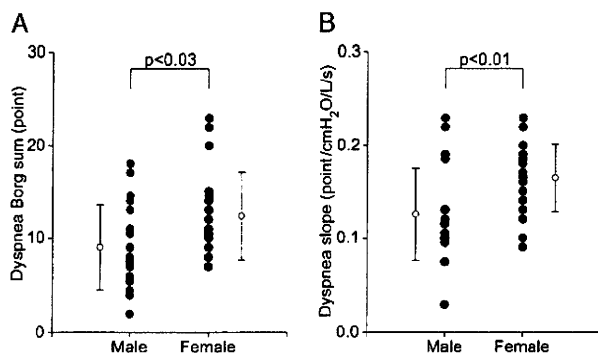 A
Dyspnea Borg sum (point)
30
20
10
0
p<0.03
Male Female
B
Dyspnea slope (point/cmH₂O/L/s)
0.3
0.2
0.1
0.0
p<0.01
Male Female